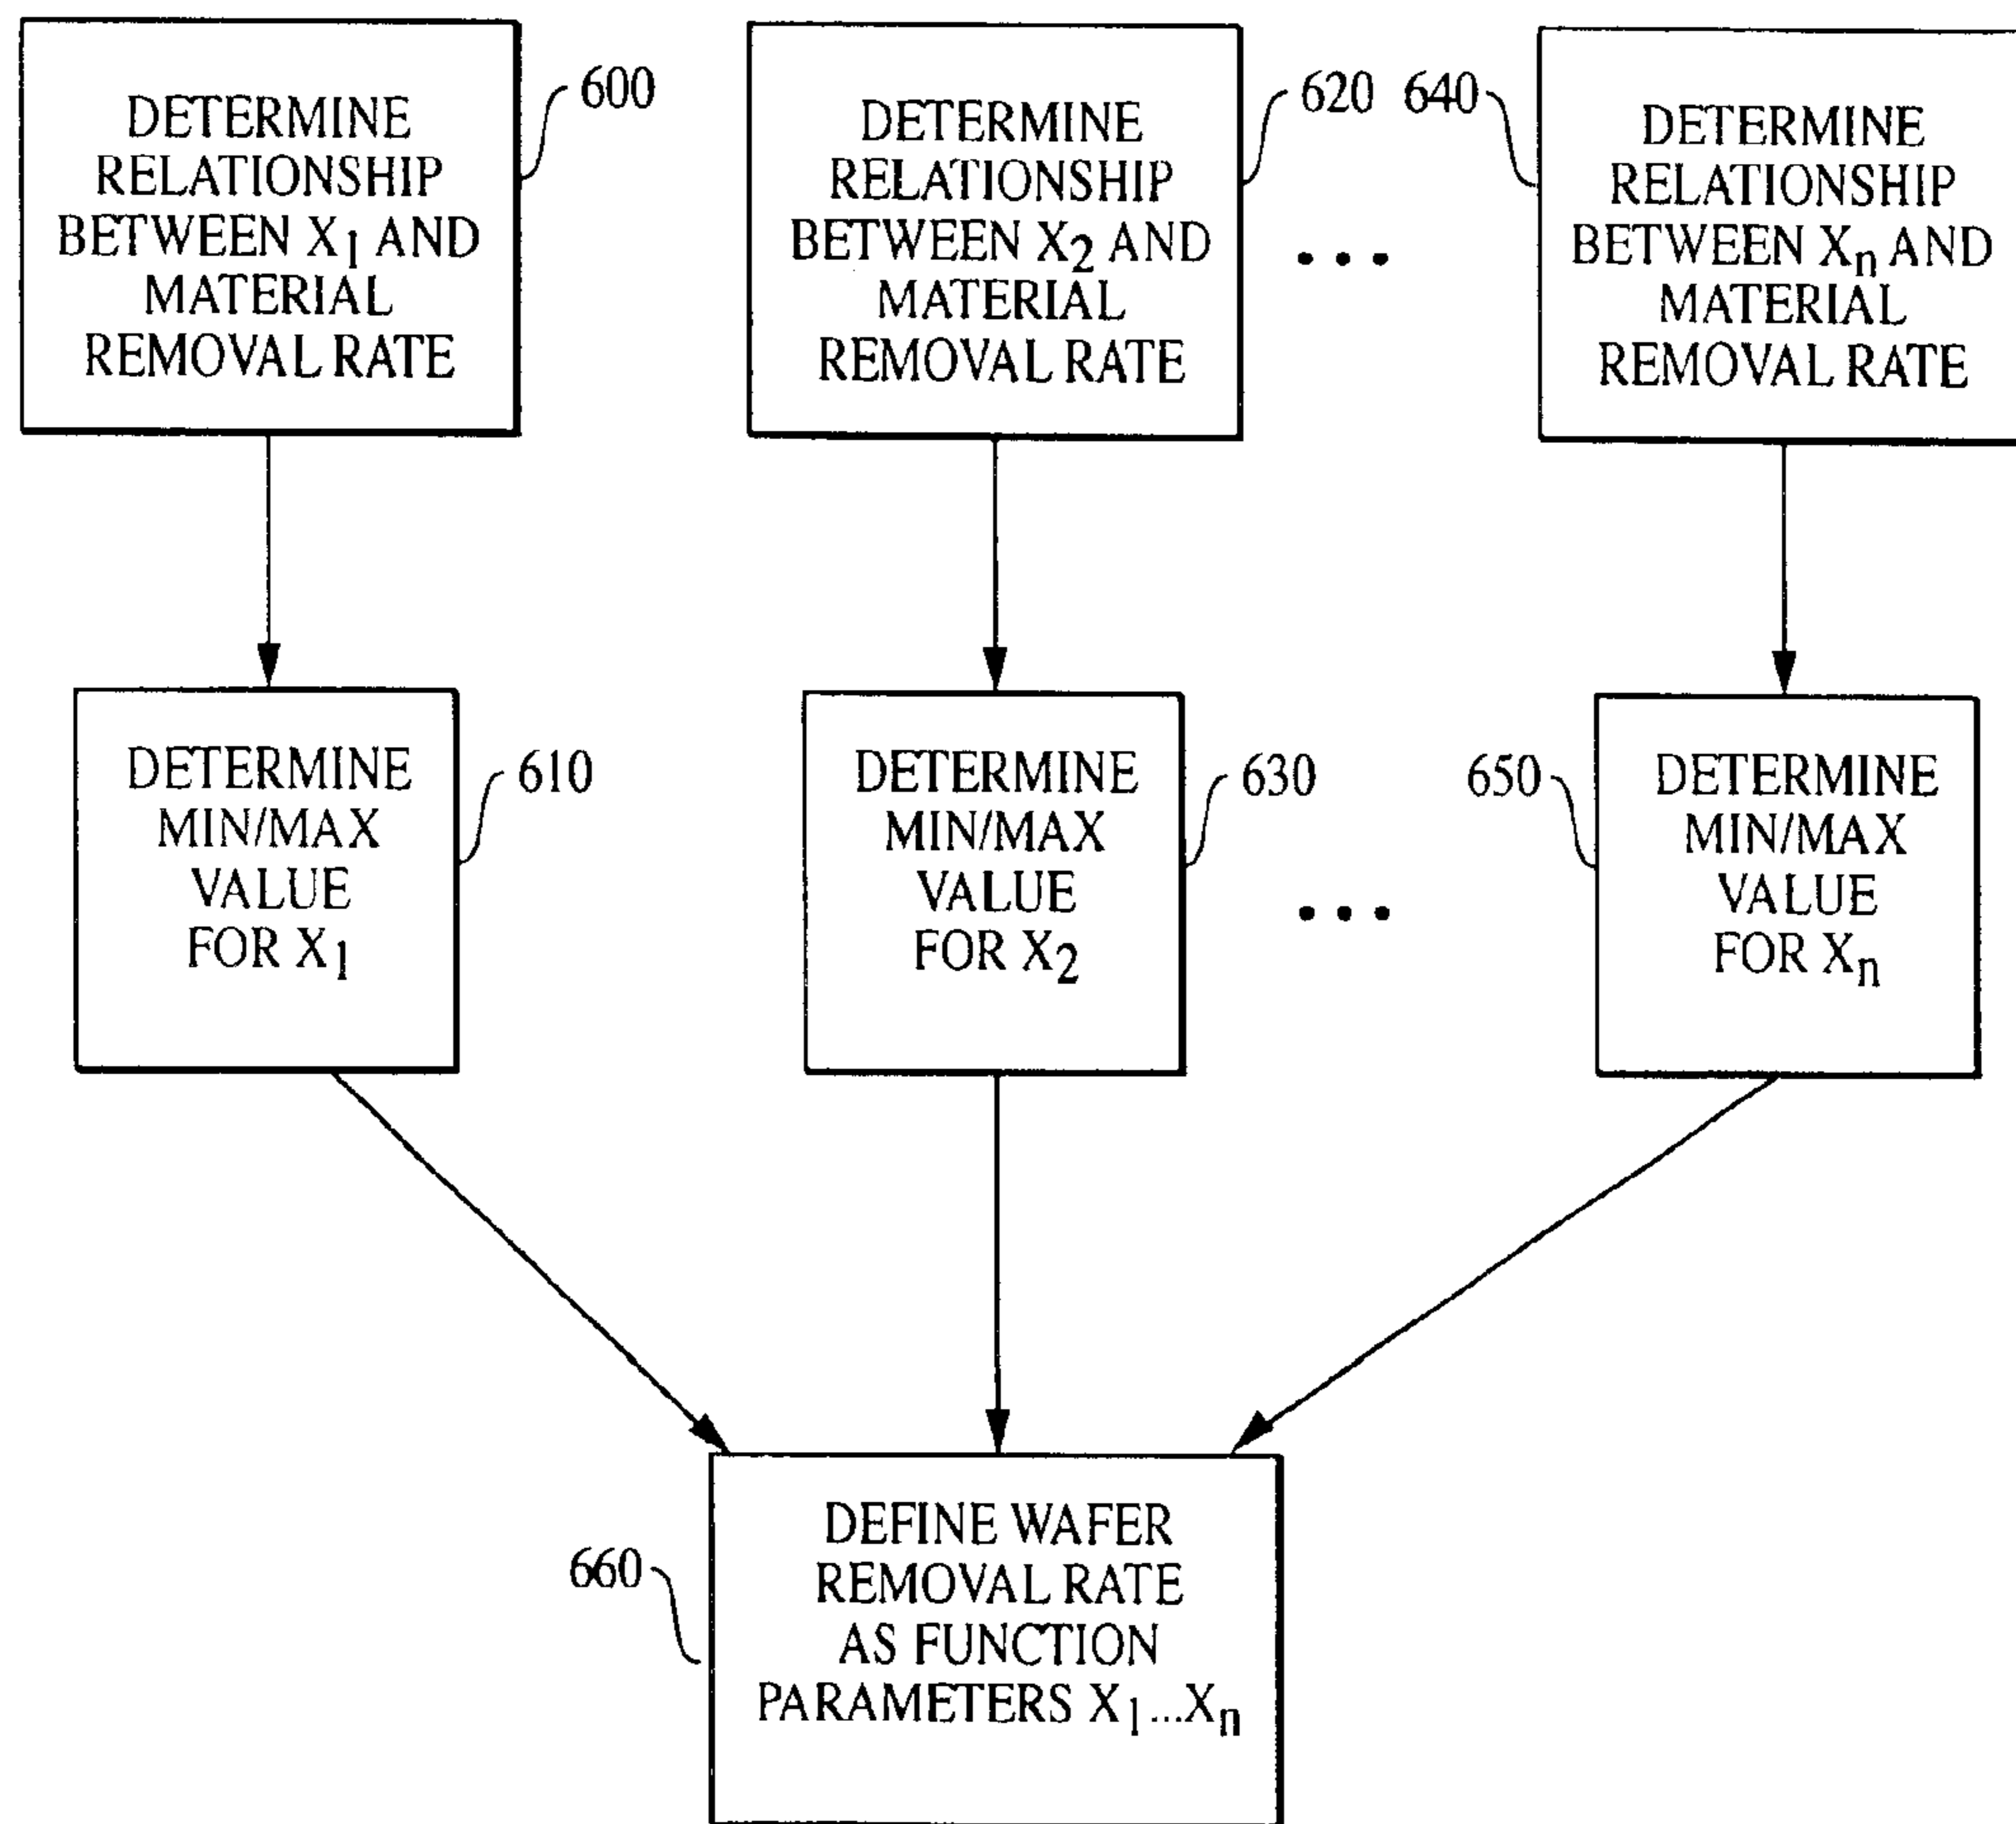 DETERMINE
RELATIONSHIP
BETWEEN X1 AND
MATERIAL
REMOVAL RATE
600
DETERMINE
RELATIONSHIP
BETWEEN X2 AND
MATERIAL
REMOVAL RATE
620
...
640
DETERMINE
RELATIONSHIP
BETWEEN Xn AND
MATERIAL
REMOVAL RATE
DETERMINE
MIN/MAX
VALUE
FOR X1
610
DETERMINE
MIN/MAX
VALUE
FOR X2
630
...
650
DETERMINE
MIN/MAX
VALUE
FOR Xn
660
DEFINE WAFER
REMOVAL RATE
AS FUNCTION
PARAMETERS X1...Xn